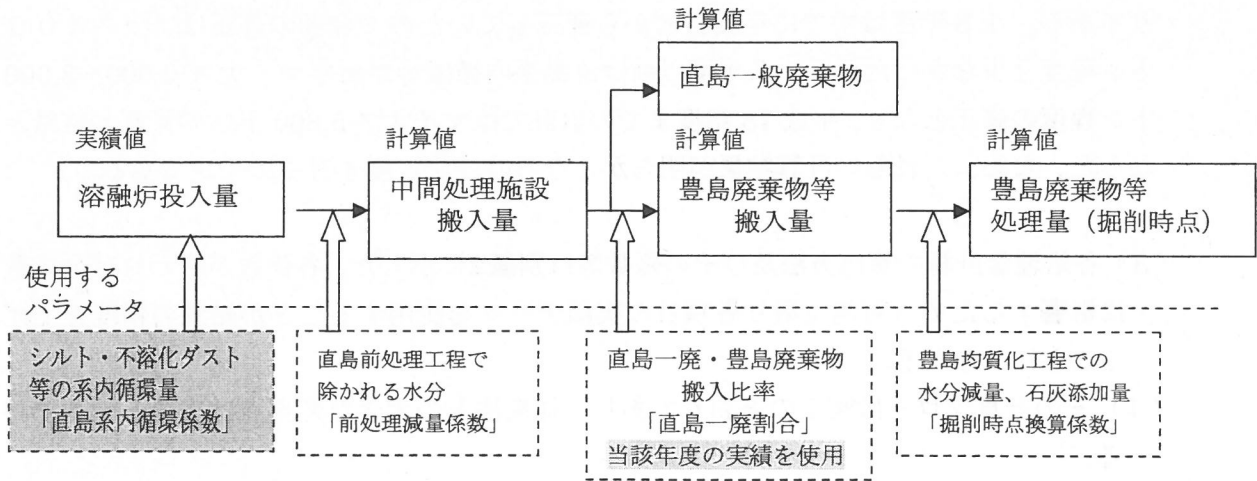 計算値
直島一般廃棄物
実績値
溶融炉投入量
計算値
中間処理施設
搬入量
計算値
豊島廃棄物等
搬入量
計算値
豊島廃棄物等
処理量（掘削時点）
使用する
パラメータ
シルト・不溶化ダスト
等の系内循環量
「直島系内循環係数」
直島前処理工程で
除かれる水分
「前処理減量係数」
直島一廃・豊島廃棄物
搬入比率
「直島一廃割合」
当該年度の実績を使用
豊島均質化工程での
水分減量、石灰添加量
「掘削時点換算係数」